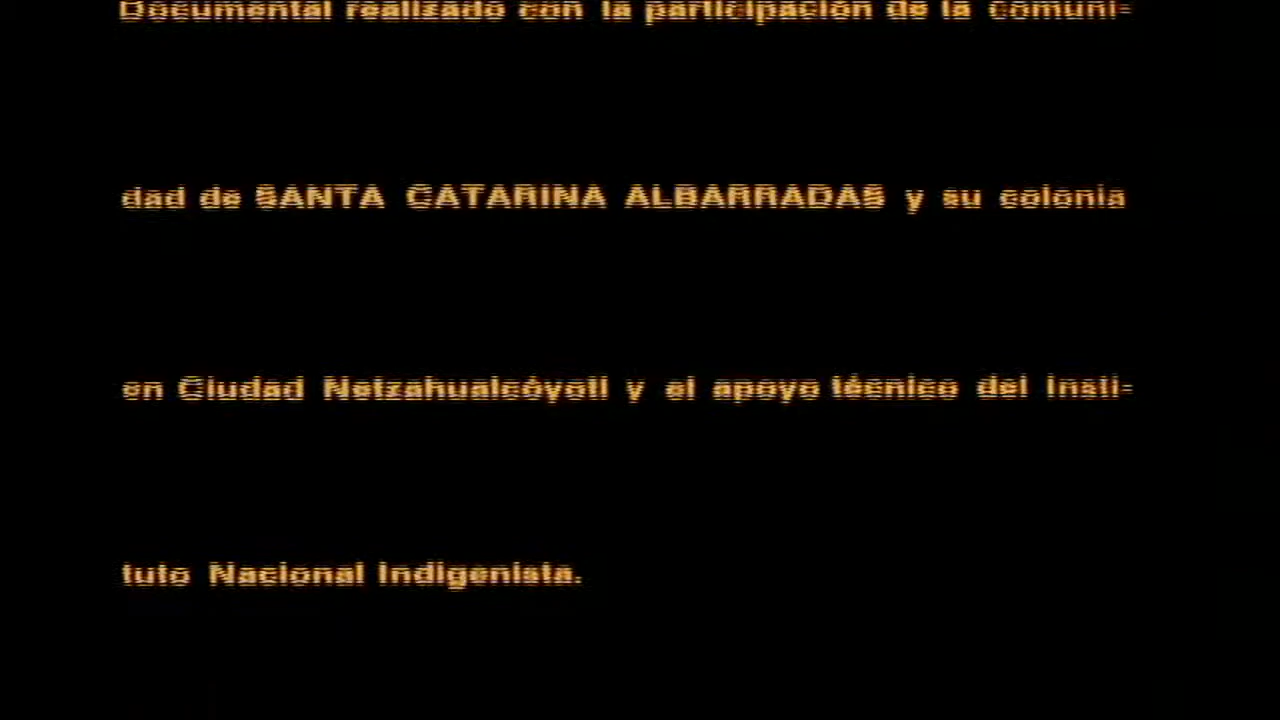 Documental realizado con la participación de la comuni-
dad de SANTA CATARINA ALBARRADAS y su colonia
en Ciudad Netzahualcóyotl y el apoyo técnico del Insti-
tuto Nacional Indigenista.